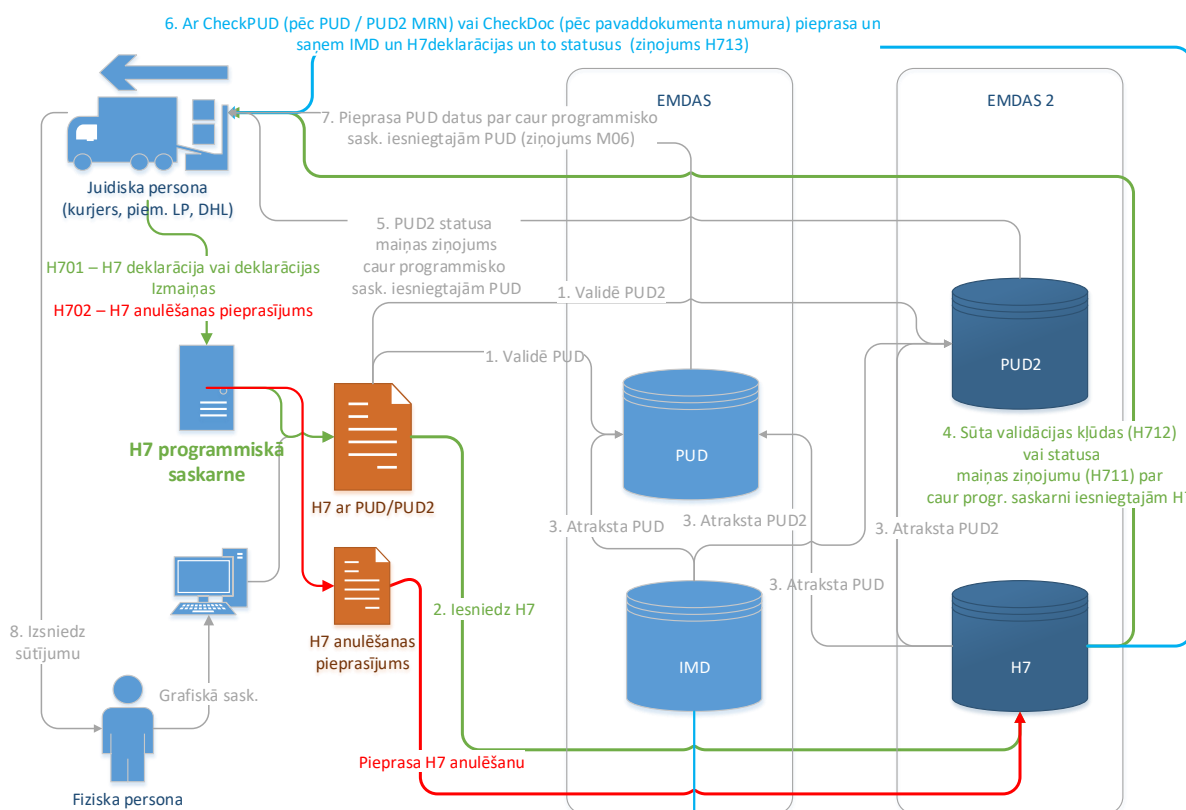 6. Ar CheckPUD (pēc PUD / PUD2 MRN) vai CheckDoc (pēc pavaddokumenta numura) pieprasa un
saņem IMD un H7deklarācijas un to statusus (ziņojums H713)
EMDAS
EMDAS 2
7. Pieprasa PUD datus par caur programmisko
sask. iesniegtajām PUD (ziņojums M06)
Juidiska persona
(kurjers, piem. LP, DHL)
5. PUD2 statusa
maiņas ziņojums
caur programmisko
sask. iesniegtajām PUD
H701 – H7 deklarācija vai deklarācijas
Izmaiņas
H702 – H7 anulēšanas pieprasījums
1. Validē PUD2
1. Validē PUD
PUD2
H7 programmiskā
saskarne
PUD
4. Sūta validācijas kļūdas (H712)
vai statusa
maiņas ziņojumu (H711) par
caur progr. saskarni iesniegtajām H7
H7 ar PUD/PUD2
3. Atraksta PUD
3. Atraksta PUD2
3. Atraksta PUD2
3. Atraksta PUD
2. Iesniedz H7
8. Izsniedz
sūtījumu
H7 anulēšanas
pieprasījums
IMD
H7
Grafiskā sask.
Pieprasa H7 anulēšanu
Fiziska persona